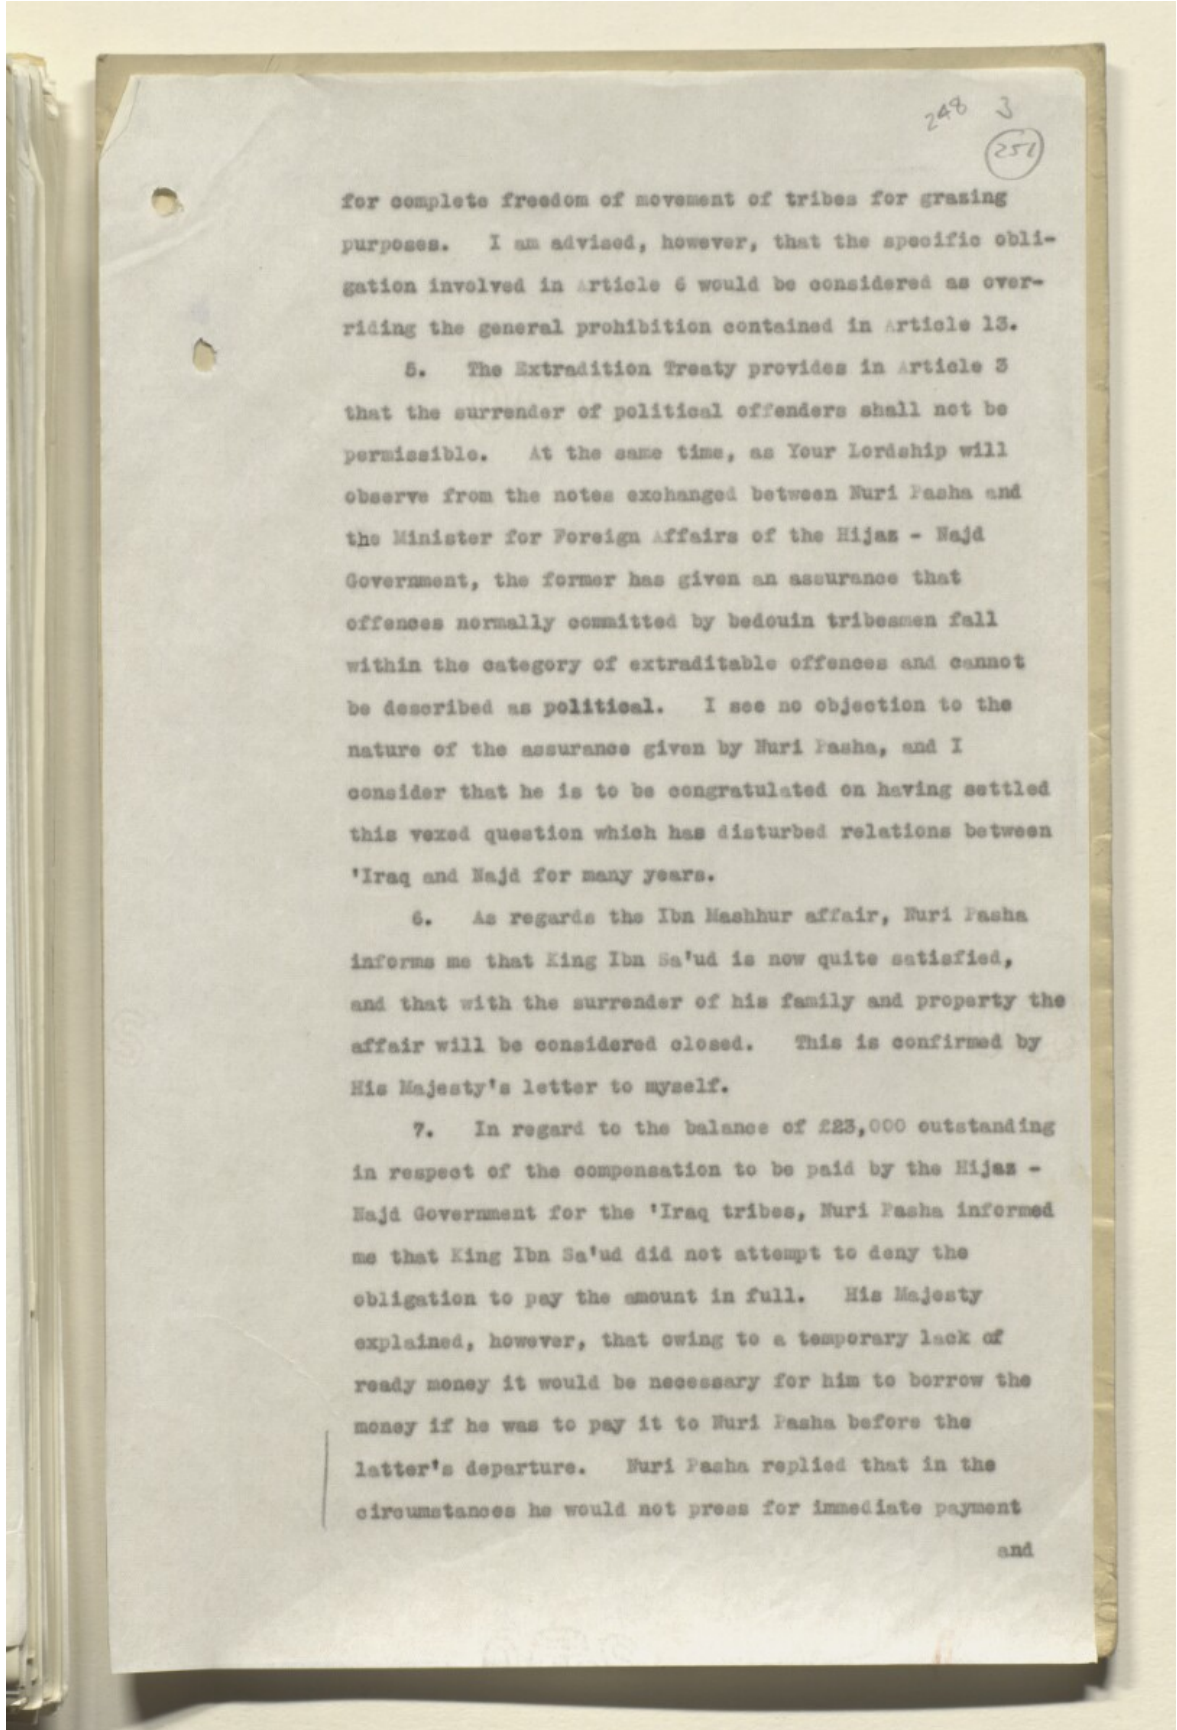 248 3
251
for complete freedom of movement of tribes for grazing
purposes. I am advised, however, that the specific obli-
gation involved in Article 6 would be considered as over-
riding the general prohibition contained in Article 13.
5. The Extradition Treaty provides in Article 3
that the surrender of political offenders shall not be
permissible. At the same time, as Your Lordship will
observe from the notes exchanged between Nuri Pasha and
the Minister for Foreign Affairs of the Hijaz - Najd
Government, the former has given an assurance that
offences normally committed by bedouin tribesmen fall
within the category of extraditable offences and cannot
be described as political. I see no objection to the
nature of the assurance given by Nuri Pasha, and I
consider that he is to be congratulated on having settled
this vexed question which has disturbed relations between
'Iraq and Najd for many years.
6. As regards the Ibn Mashhur affair, Nuri Pasha
informs me that King Ibn Sa'ud is now quite satisfied,
and that with the surrender of his family and property the
affair will be considered closed. This is confirmed by
His Majesty's letter to myself.
7. In regard to the balance of £23,000 outstanding
in respect of the compensation to be paid by the Hijaz -
Najd Government for the 'Iraq tribes, Nuri Pasha informed
me that King Ibn Sa'ud did not attempt to deny the
obligation to pay the amount in full. His Majesty
explained, however, that owing to a temporary lack of
ready money it would be necessary for him to borrow the
money if he was to pay it to Nuri Pasha before the
latter's departure. Nuri Pasha replied that in the
circumstances he would not press for immediate payment
and